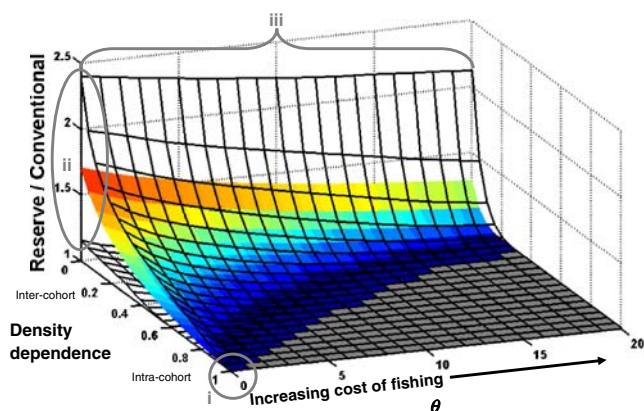 iii
2.5
2
ii
1.5
1
Reserve / Conventional
0
0.2
0.4
0.6
0.8
1
Inter-cohort
Density
dependence
Intra-cohort
i
0
5
10
15
20
Increasing cost of fishing
θ